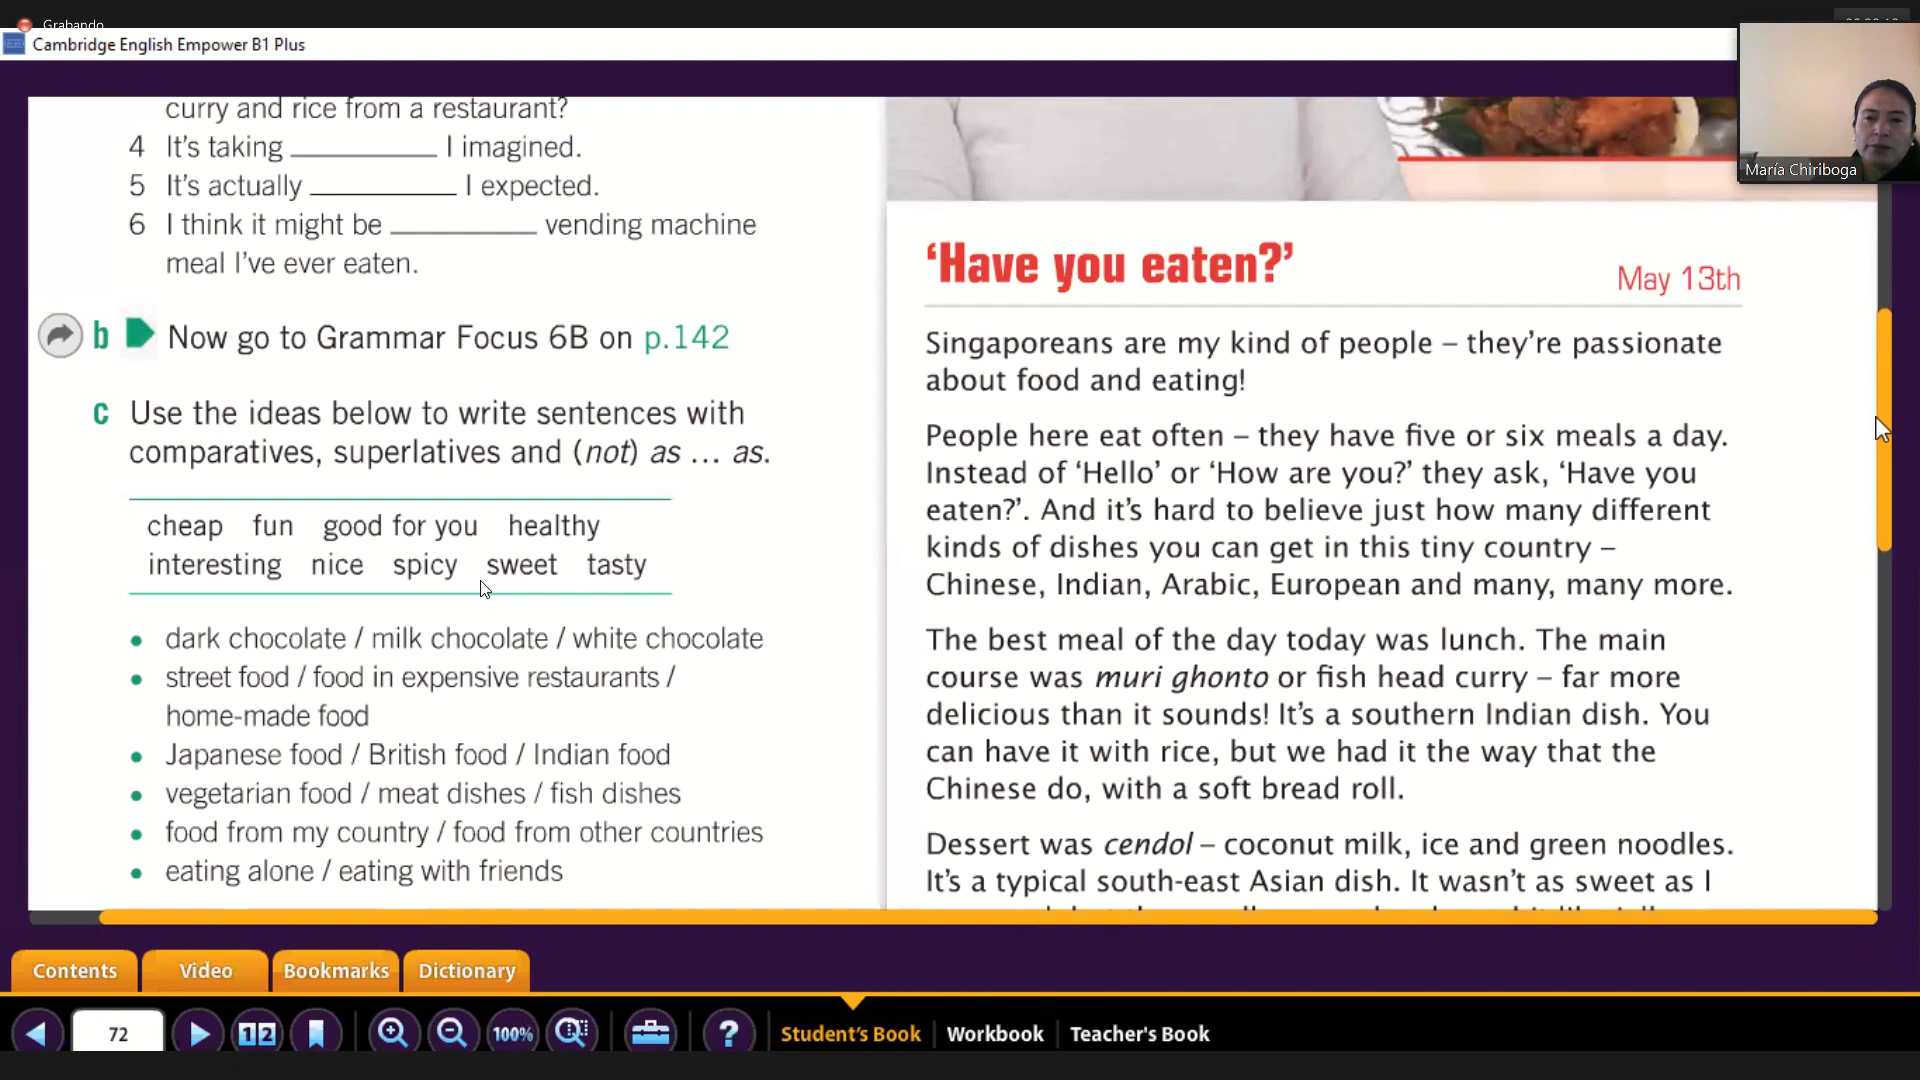 Grabando
Cambridge English Empower B1 Plus
María Chiriboga
curry and rice from a restaurant?
4 It's taking ____________ I imagined.
5 It's actually ____________ I expected.
6 I think it might be ____________ vending machine
meal I've ever eaten.
b Now go to Grammar Focus 6B on p.142
c Use the ideas below to write sentences with
comparatives, superlatives and (not) as … as.
cheap fun good for you healthy
interesting nice spicy sweet tasty
• dark chocolate / milk chocolate / white chocolate
• street food / food in expensive restaurants /
home-made food
• Japanese food / British food / Indian food
• vegetarian food / meat dishes / fish dishes
• food from my country / food from other countries
• eating alone / eating with friends
'Have you eaten?'
May 13th
Singaporeans are my kind of people – they're passionate
about food and eating!
People here eat often – they have five or six meals a day.
Instead of 'Hello' or 'How are you?' they ask, 'Have you
eaten?'. And it's hard to believe just how many different
kinds of dishes you can get in this tiny country –
Chinese, Indian, Arabic, European and many, many more.
The best meal of the day today was lunch. The main
course was muri ghonto or fish head curry – far more
delicious than it sounds! It's a southern Indian dish. You
can have it with rice, but we had it the way that the
Chinese do, with a soft bread roll.
Dessert was cendol – coconut milk, ice and green noodles.
It's a typical south-east Asian dish. It wasn't as sweet as I
Contents Video Bookmarks Dictionary
72 12 100% ? Student's Book Workbook Teacher's Book